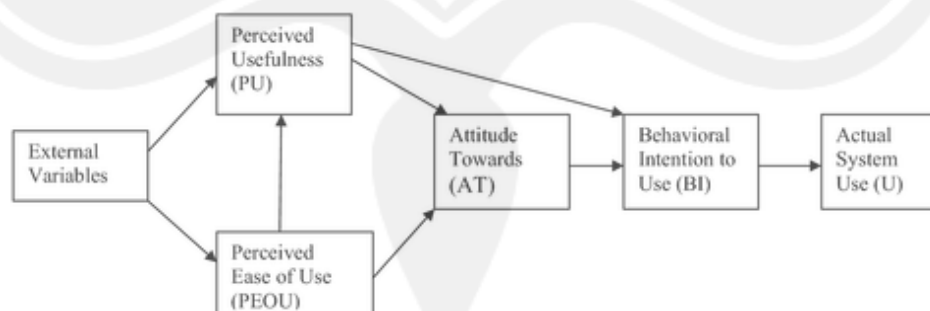 Perceived
Usefulness
(PU)
External
Variables
Attitude
Towards
(AT)
Behavioral
Intention to
Use (BI)
Actual
System
Use (U)
Perceived
Ease of Use
(PEOU)